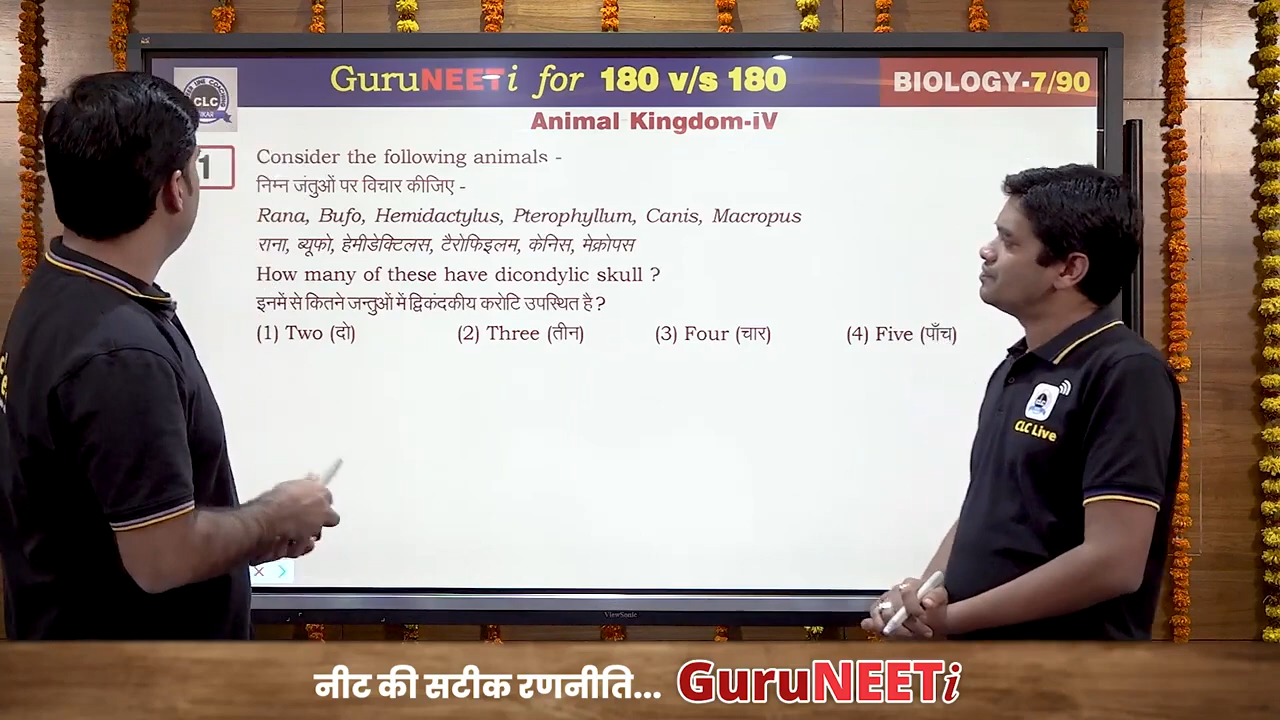 GuruNEETi for 180 v/s 180
BIOLOGY-7/90
CLC
Animal Kingdom-iV
1
Consider the following animals -
निम्न जंतुओं पर विचार कीजिए -
Rana, Bufo, Hemidactylus, Pterophyllum, Canis, Macropus
राना, ब्यूफो, हेमीडेक्टिलस, टैरोफिइलम, केनिस, मेक्रोपस
How many of these have dicondylic skull ?
इनमें से कितने जन्तुओं में द्विकंदकीय करोटि उपस्थित है ?
(1) Two (दो) (2) Three (तीन) (3) Four (चार) (4) Five (पाँच)
CLC Live
ViewSonic
नीट की सटीक रणनीति... GuruNEETi